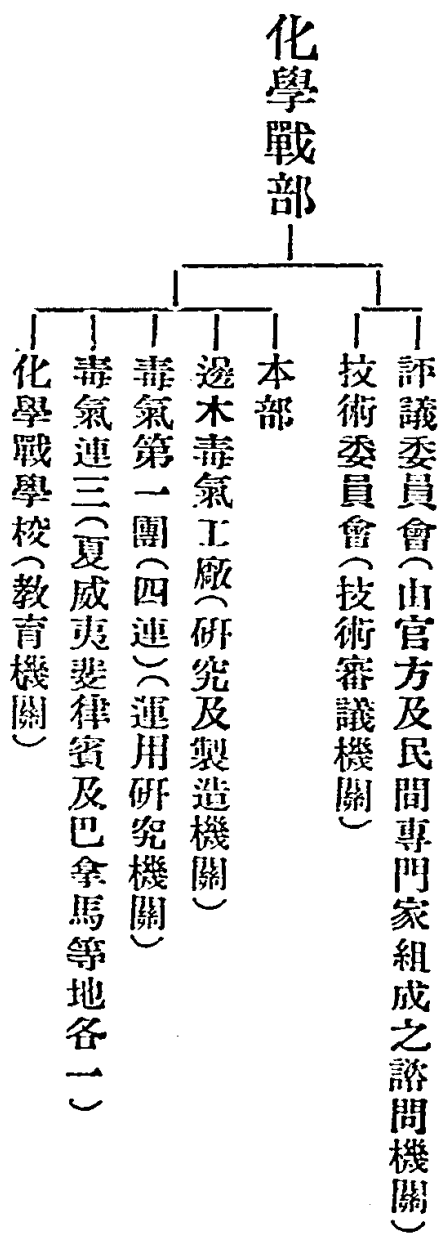 化學戰部
評議委員會(由官方及民間專門家組成之諮問機關)
技術委員會(技術審議機關)
本部
邊木毒氣工廠(研究及製造機關)
毒氣第一團(四連)(運用研究機關)
毒氣連三(夏威夷斐律賓及巴拿馬等地各一)
化學戰學校(教育機關)